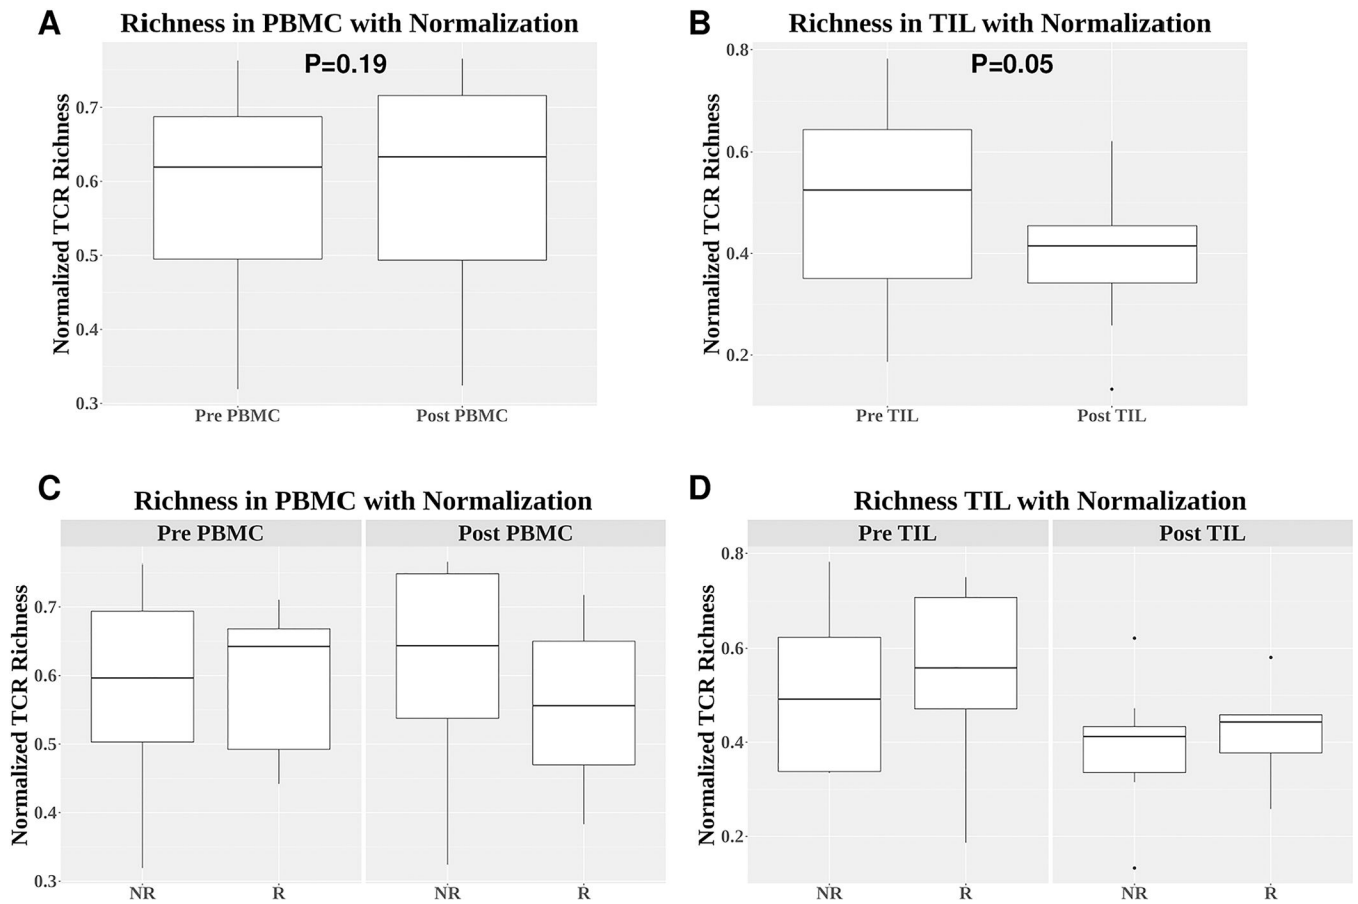 A
Richness in PBMC with Normalization
P=0.19
Normalized TCR Richness
0.7
0.6
0.5
0.4
0.3
Pre PBMC
Post PBMC
B
Richness in TIL with Normalization
P=0.05
Normalized TCR Richness
0.8
0.6
0.4
0.2
Pre TIL
Post TIL
C
Richness in PBMC with Normalization
Pre PBMC
Post PBMC
Normalized TCR Richness
0.7
0.6
0.5
0.4
0.3
NR
R
NR
R
D
Richness TIL with Normalization
Pre TIL
Post TIL
Normalized TCR Richness
0.8
0.6
0.4
0.2
NR
R
NR
R